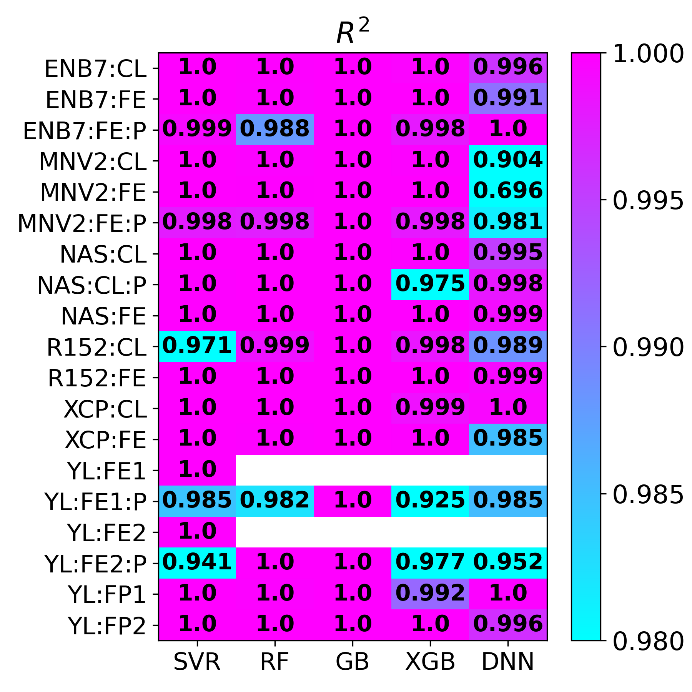 R²
ENB7:CL 1.0 1.0 1.0 1.0 0.996
ENB7:FE 1.0 1.0 1.0 1.0 0.991
ENB7:FE:P 0.999 0.988 1.0 0.998 1.0
MNV2:CL 1.0 1.0 1.0 1.0 0.904
MNV2:FE 1.0 1.0 1.0 1.0 0.696
MNV2:FE:P 0.998 0.998 1.0 0.998 0.981
NAS:CL 1.0 1.0 1.0 1.0 0.995
NAS:CL:P 1.0 1.0 1.0 0.975 0.998
NAS:FE 1.0 1.0 1.0 1.0 0.999
R152:CL 0.971 0.999 1.0 0.998 0.989
R152:FE 1.0 1.0 1.0 1.0 0.999
XCP:CL 1.0 1.0 1.0 0.999 1.0
XCP:FE 1.0 1.0 1.0 1.0 0.985
YL:FE1 1.0
YL:FE1:P 0.985 0.982 1.0 0.925 0.985
YL:FE2 1.0
YL:FE2:P 0.941 1.0 1.0 0.977 0.952
YL:FP1 1.0 1.0 1.0 0.992 1.0
YL:FP2 1.0 1.0 1.0 1.0 0.996
SVR RF GB XGB DNN
1.000
0.995
0.990
0.985
0.980